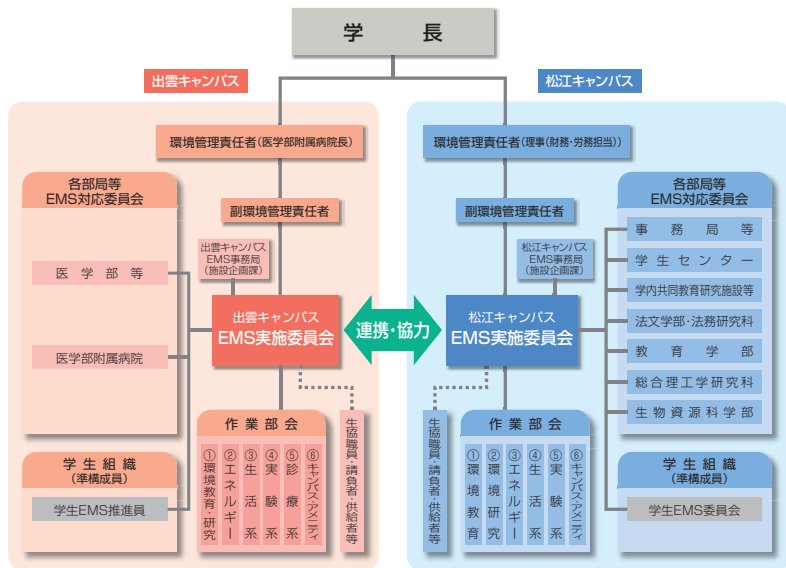 学長
出雲キャンパス
松江キャンパス
環境管理責任者(医学部附属病院長)
副環境管理責任者
出雲キャンパス
EMS事務局
(施設企画課)
各部局等
EMS対応委員会
医学部等
医学部附属病院
出雲キャンパス
EMS実施委員会
学生組織
(準構成員)
学生EMS推進員
作業部会
①環境教育・研究
②エネルギー
③生活系
④実験系
⑤診療系
⑥キャンパス・アメニティ
生協職員・請負者・供給者等
連携・協力
環境管理責任者(理事(財務・労務担当))
副環境管理責任者
松江キャンパス
EMS事務局
(施設企画課)
松江キャンパス
EMS実施委員会
生協職員・請負者・供給者等
作業部会
①環境教育
②環境研究
③エネルギー
④生活系
⑤実験系
⑥キャンパス・アメニティ
各部局等
EMS対応委員会
事務局等
学生センター
学内共同教育研究施設等
法文学部・法務研究科
教育学部
総合理工学研究科
生物資源科学部
学生組織
(準構成員)
学生EMS委員会